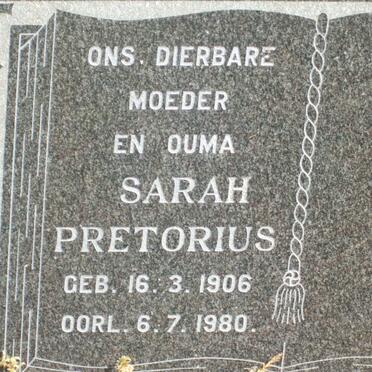 ONS. DIERBARE
MOEDER
EN OUMA
SARAH
PRETORIUS
GEB. 16. 3. 1906
OORL. 6. 7. 1980.